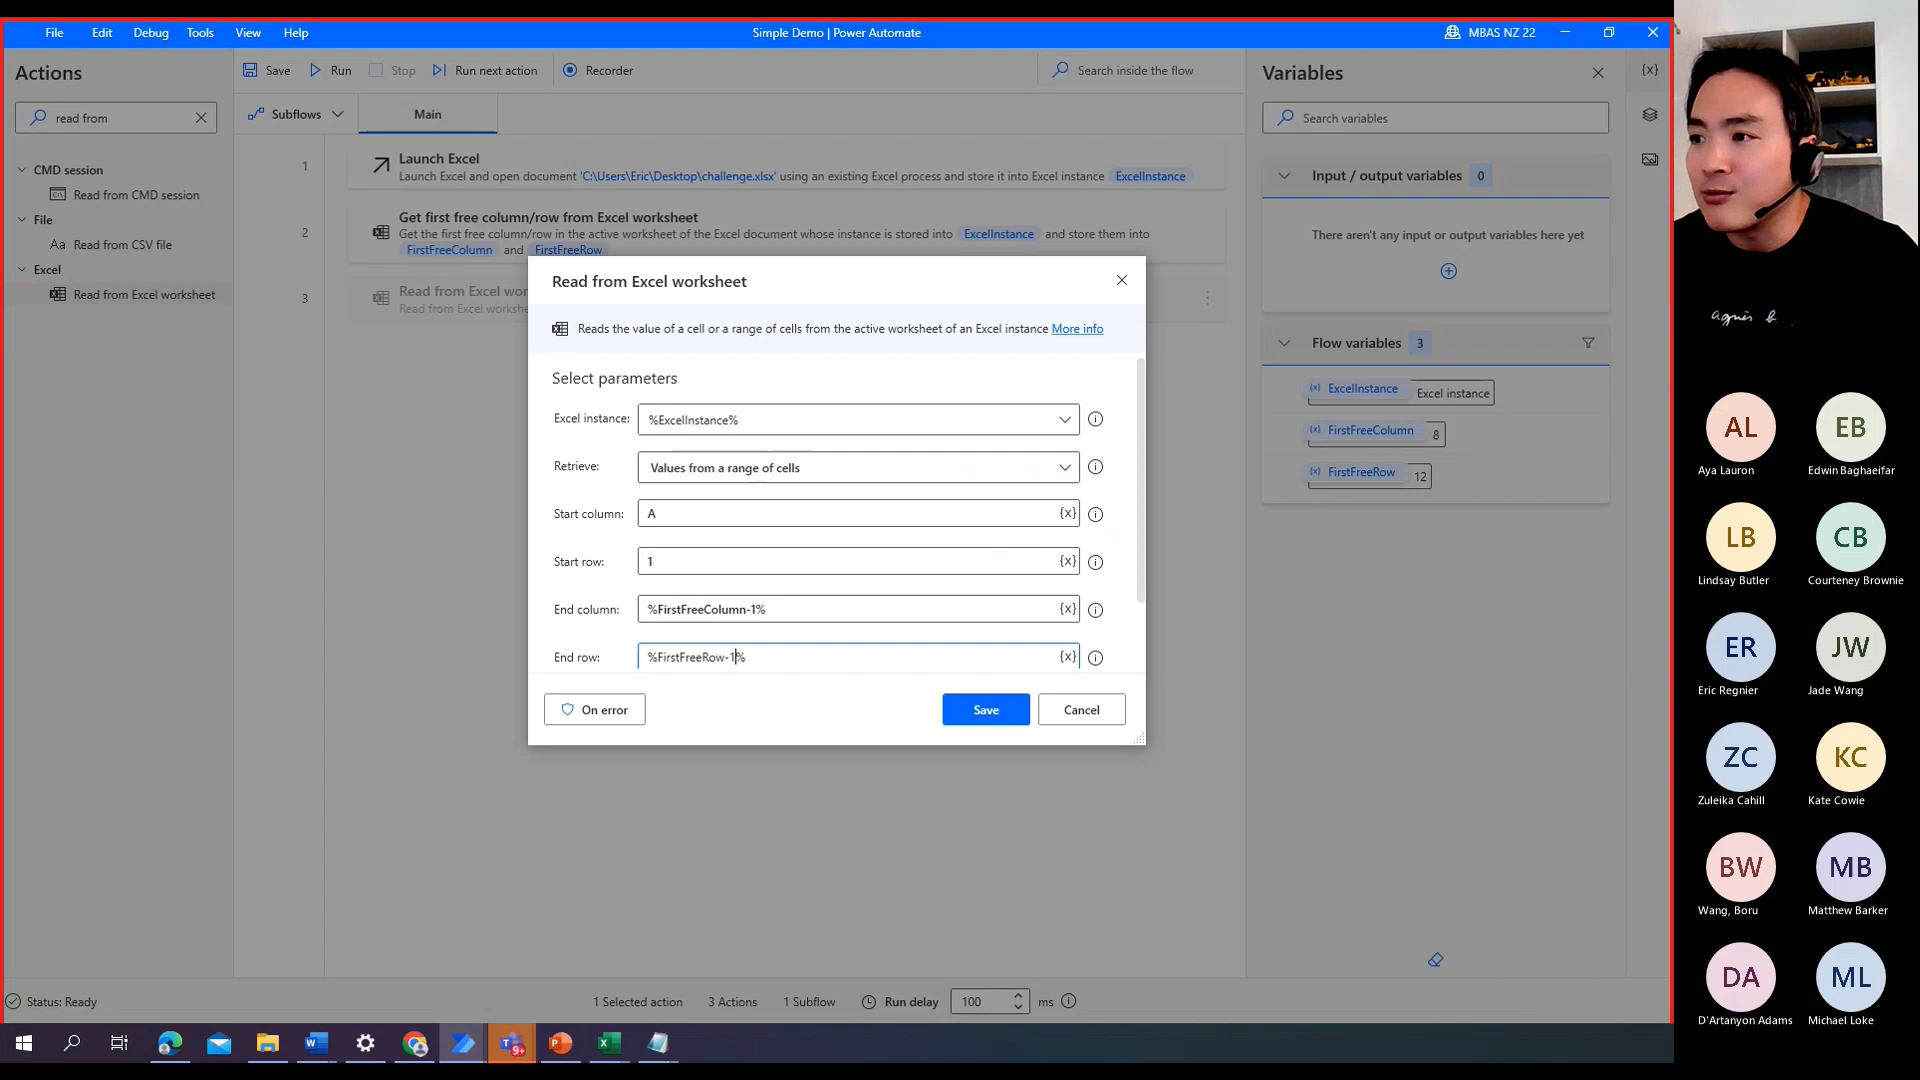 File Edit Debug Tools View Help
Simple Demo | Power Automate
MBAS NZ 22
Actions
read from
CMD session
Read from CMD session
File
Read from CSV file
Excel
Read from Excel worksheet
Save Run Stop Run next action Recorder
Search inside the flow
Subflows Main
1
Launch Excel
Launch Excel and open document 'C:\Users\Eric\Desktop\challenge.xlsx' using an existing Excel process and store it into Excel instance ExcelInstance
2
Get first free column/row from Excel worksheet
Get the first free column/row in the active worksheet of the Excel document whose instance is stored into ExcelInstance and store them into
FirstFreeColumn and FirstFreeRow
3
Read from Excel wor
Read from Excel workshe
Read from Excel worksheet
Reads the value of a cell or a range of cells from the active worksheet of an Excel instance More info
Select parameters
Excel instance: %ExcelInstance%
Retrieve: Values from a range of cells
Start column: A {x}
Start row: 1 {x}
End column: %FirstFreeColumn-1% {x}
End row: %FirstFreeRow-1% {x}
On error Save Cancel
Variables
{x}
Search variables
Input / output variables 0
There aren't any input or output variables here yet
Flow variables 3
(x) ExcelInstance Excel instance
(x) FirstFreeColumn 8
(x) FirstFreeRow 12
Status: Ready
1 Selected action 3 Actions 1 Subflow Run delay 100 ms
9+
agnès b.
AL EB
Aya Lauron Edwin Baghaeifar
LB CB
Lindsay Butler Courteney Brownie
ER JW
Eric Regnier Jade Wang
ZC KC
Zuleika Cahill Kate Cowie
BW MB
Wang, Boru Matthew Barker
DA ML
D'Artanyon Adams Michael Loke